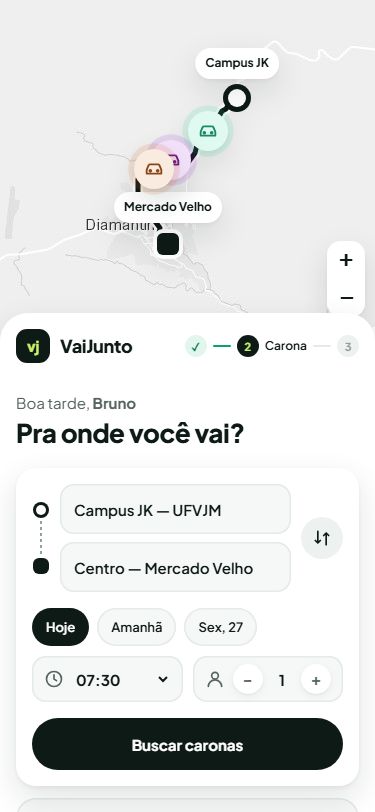 Campus JK
Mercado Velho
+
−
vj VaiJunto ✓ 2 Carona 3
Boa tarde, Bruno
Pra onde você vai?
Campus JK — UFVJM
Centro — Mercado Velho
Hoje Amanhã Sex, 27
07:30 − 1 +
Buscar caronas